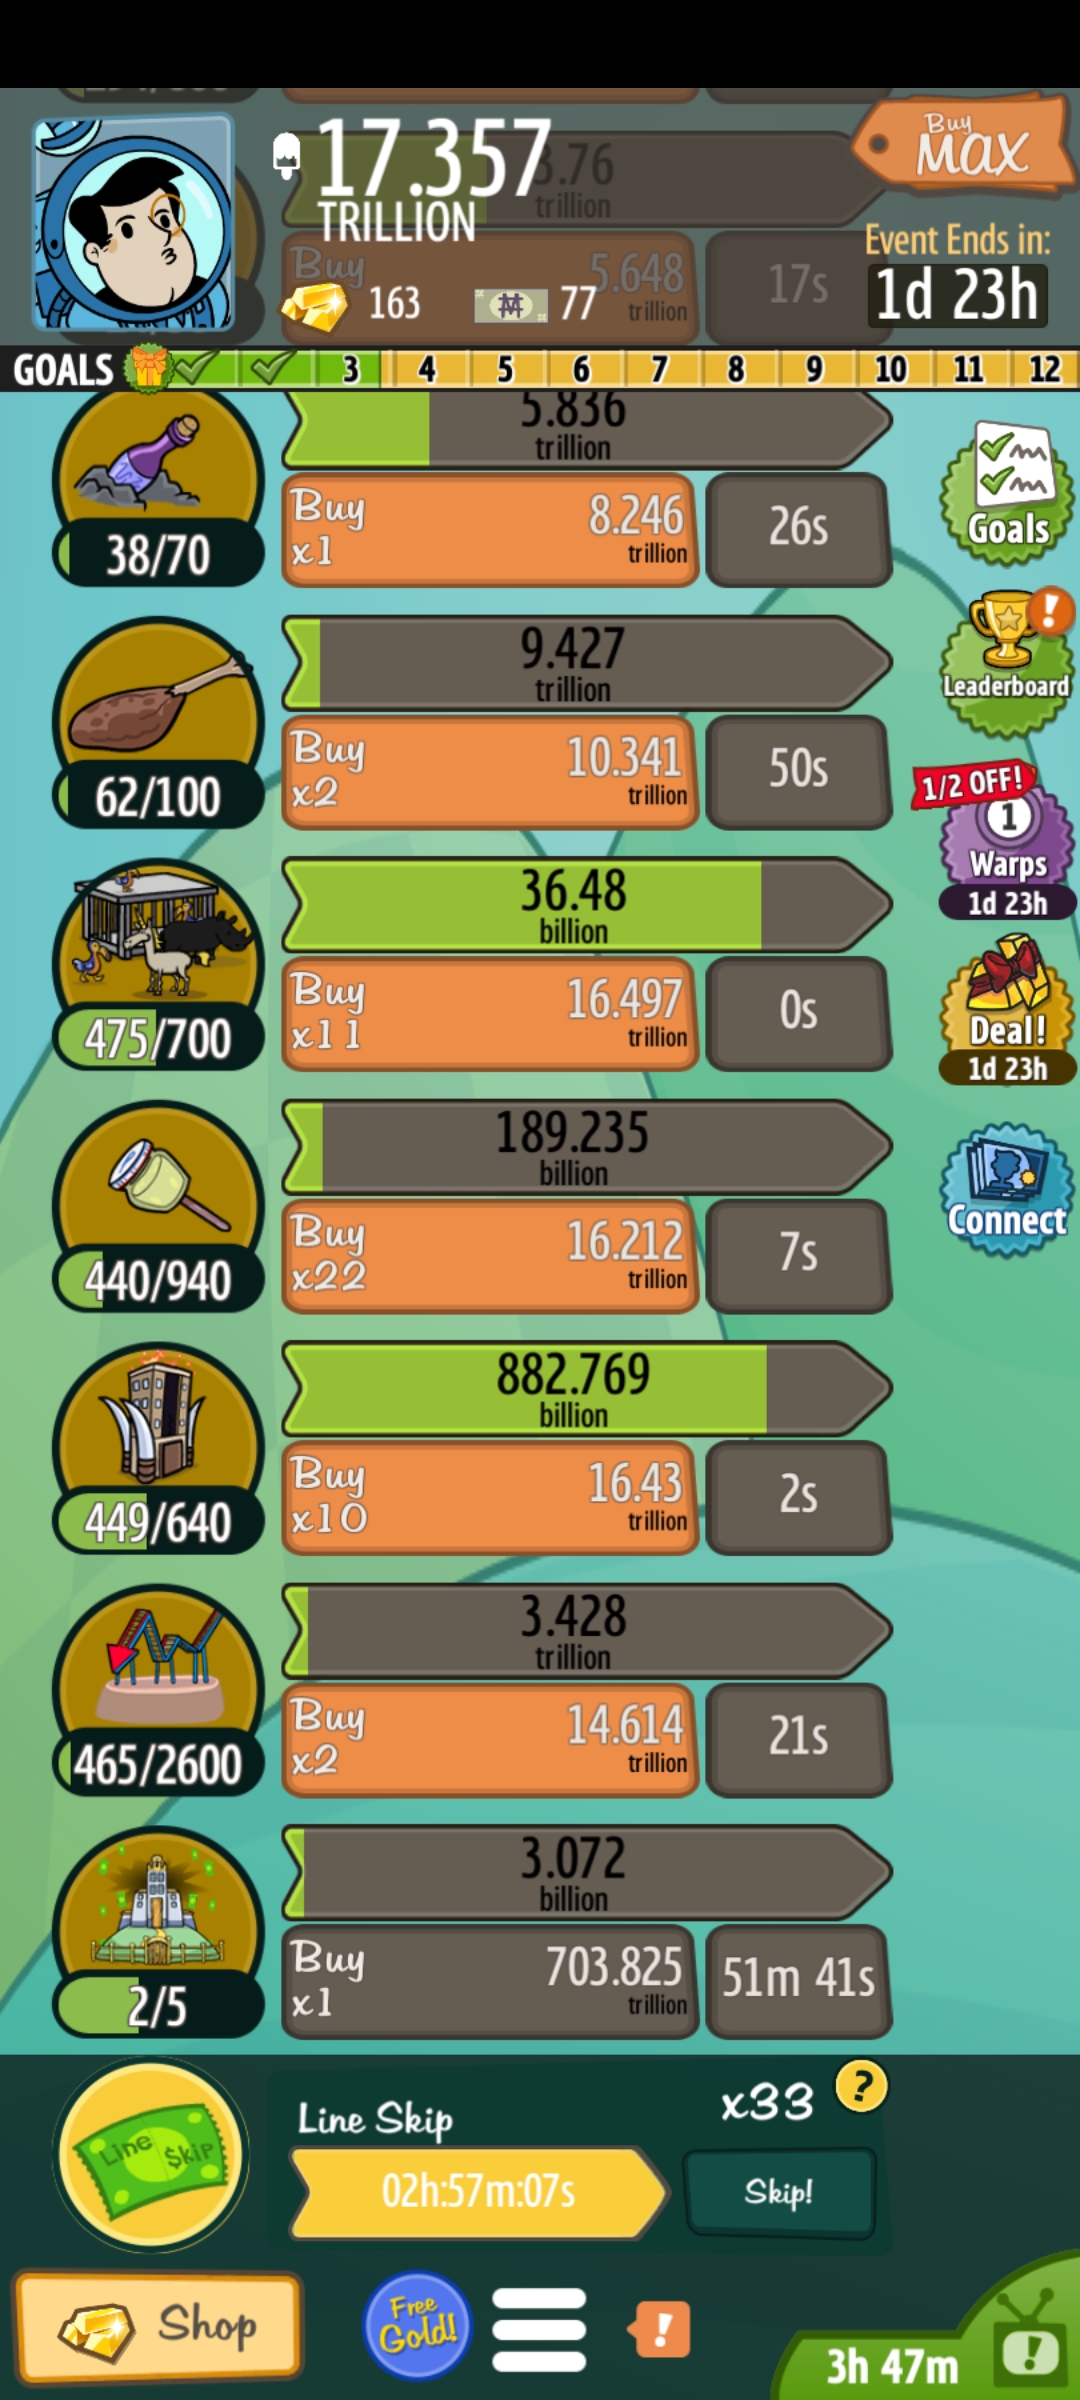 17.357
TRILLION
3.76
trillion
Buy
MAX
Event Ends in:
1d 23h
Buy
5.648
trillion
17s
163
77
GOALS
3
4
5
6
7
8
9
10
11
12
5.836
trillion
Buy
x1
8.246
trillion
26s
38/70
Goals
9.427
trillion
Buy
x2
10.341
trillion
50s
62/100
Leaderboard
1/2 OFF!
1
Warps
1d 23h
36.48
billion
Buy
x11
16.497
trillion
0s
475/700
Deal!
1d 23h
189.235
billion
Buy
x22
16.212
trillion
7s
440/940
Connect
882.769
billion
Buy
x10
16.43
trillion
2s
449/640
3.428
trillion
Buy
x2
14.614
trillion
21s
465/2600
3.072
billion
Buy
x1
703.825
trillion
51m 41s
2/5
Line $kip
Line Skip
x33
?
02h:57m:07s
Skip!
Shop
Free
Gold!
!
3h 47m
!